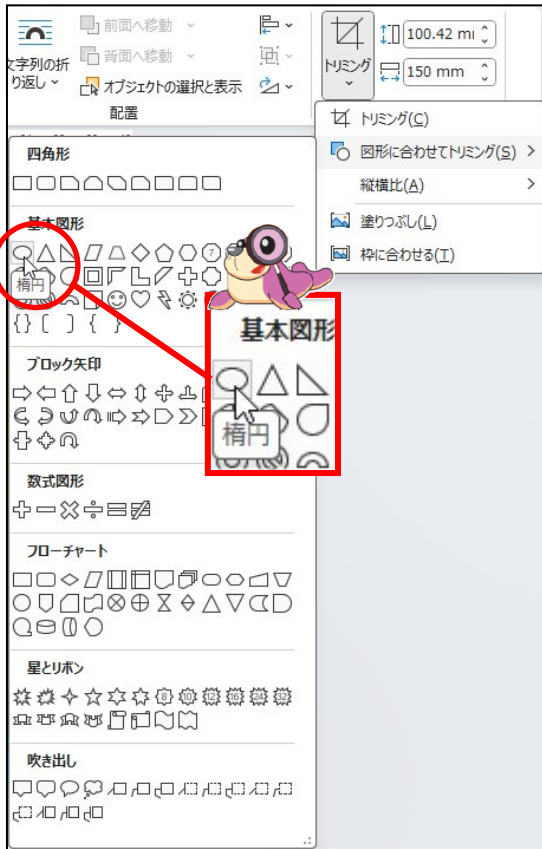 前面へ移動
文字列の折り返し
背面へ移動
オブジェクトの選択と表示
配置
トリミング
100.42 mi
150 mm
トリミング(C)
図形に合わせてトリミング(S)
縦横比(A)
塗りつぶし(L)
枠に合わせる(T)
四角形
基本図形
楕円
基本図形
楕円
ブロック矢印
数式図形
フローチャート
星とリボン
吹き出し